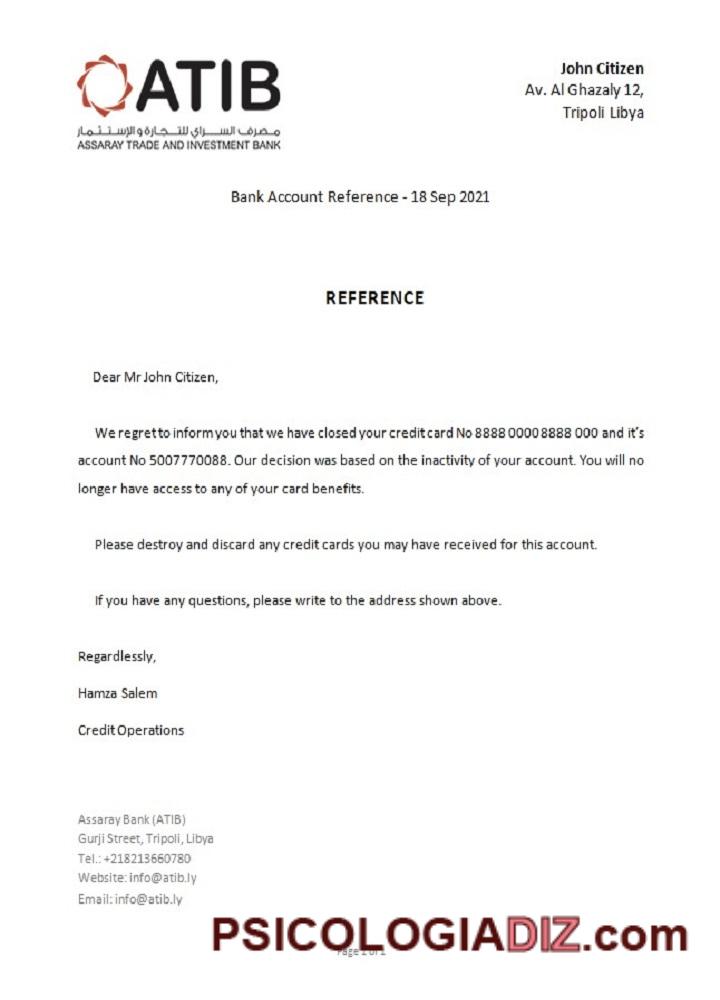 ATIB
مصرف السراي للتجارة والإستثمار
ASSARAY TRADE AND INVESTMENT BANK
John Citizen
Av. Al Ghazaly 12,
Tripoli Libya
Bank Account Reference - 18 Sep 2021
REFERENCE
Dear Mr John Citizen,
We regret to inform you that we have closed your credit card No 8888 0000 8888 000 and it's
account No 5007770088. Our decision was based on the inactivity of your account. You will no
longer have access to any of your card benefits.
Please destroy and discard any credit cards you may have received for this account.
If you have any questions, please write to the address shown above.
Regardlessly,
Hamza Salem
Credit Operations
Assaray Bank (ATIB)
Gurji Street, Tripoli, Libya
Tel.: +218213660780
Website: info@atib.ly
Email: info@atib.ly
PSICOLOGIADIZ.com
Page 1 of 1